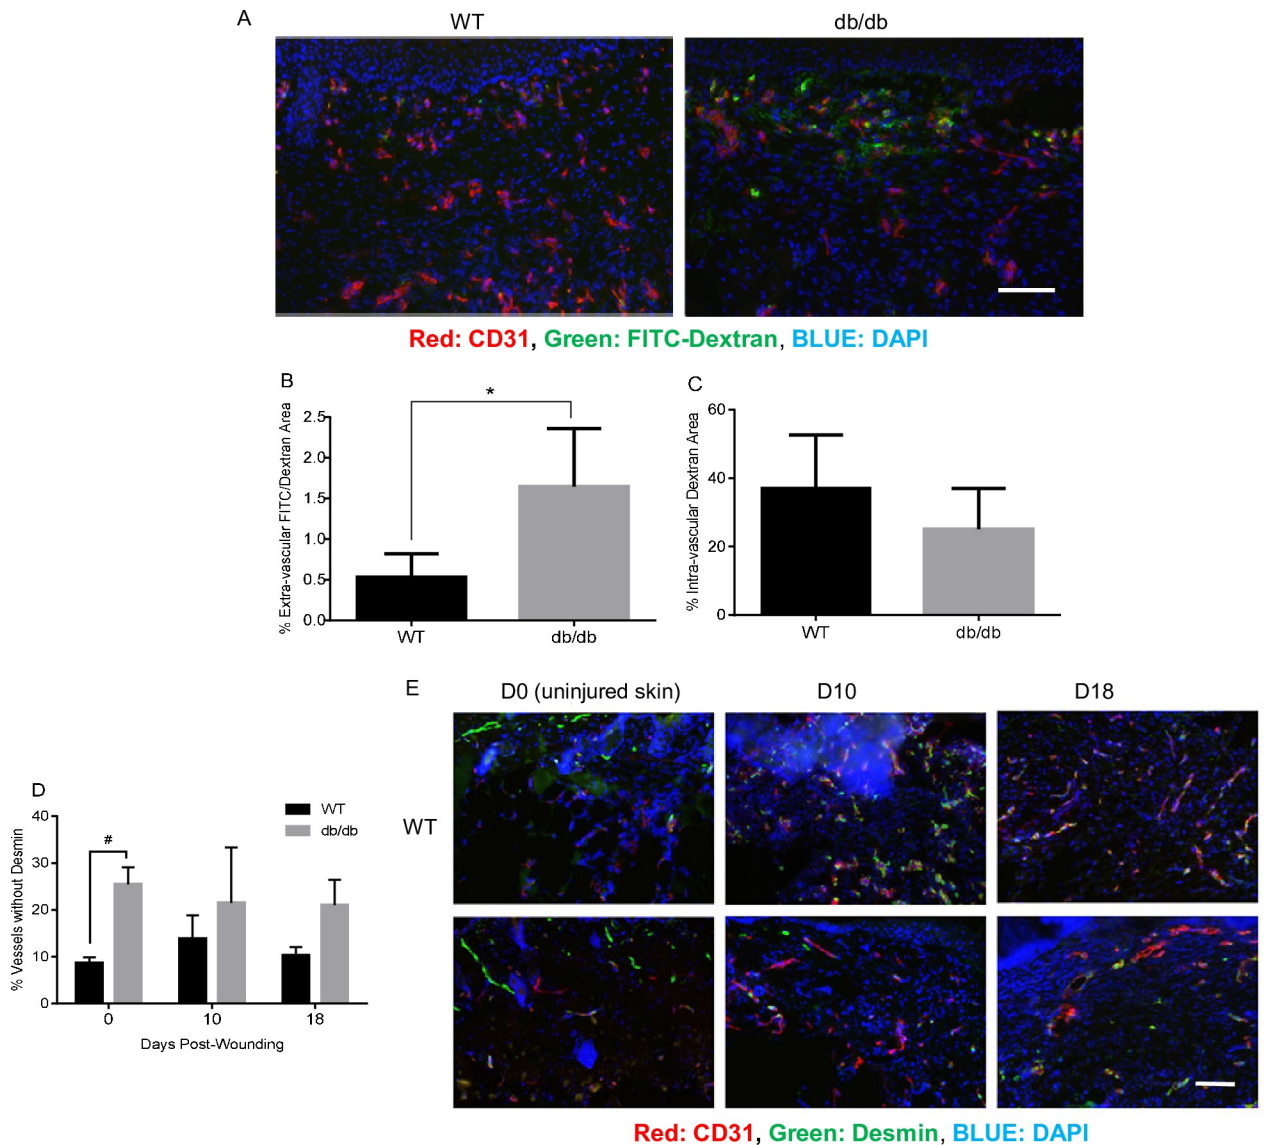 A
WT
db/db
Red: CD31, Green: FITC-Dextran, BLUE: DAPI
B
% Extra-vascular FITC/Dextran Area
2.5
2.0
1.5
1.0
0.5
0.0
*
WT
db/db
C
% Intra-vascular Dextran Area
60
40
20
0
WT
db/db
D
% Vessels without Desmin
40
30
20
10
0
#
WT
db/db
0
10
18
Days Post-Wounding
E
D0 (uninjured skin)
D10
D18
WT
Red: CD31, Green: Desmin, BLUE: DAPI